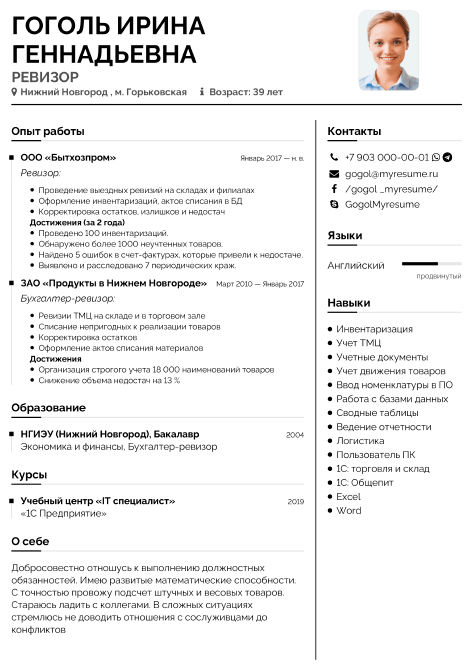 ГОГОЛЬ ИРИНА
ГЕННАДЬЕВНА
РЕВИЗОР
Нижний Новгород , м. Горьковская Возраст: 39 лет
Опыт работы
ООО «Бытхозпром» Январь 2017 — н. в.
Ревизор:
Проведение выездных ревизий на складах и филиалах
Оформление инвентаризаций, актов списания в БД
Корректировка остатков, излишков и недостач
Достижения (за 2 года)
Проведено 100 инвентаризаций.
Обнаружено более 1000 неучтенных товаров.
Найдено 5 ошибок в счет-фактурах, которые привели к недостаче.
Выявлено и расследовано 7 периодических краж.
ЗАО «Продукты в Нижнем Новгороде» Март 2010 — Январь 2017
Бухгалтер-ревизор:
Ревизии ТМЦ на складе и в торговом зале
Списание непригодных к реализации товаров
Корректировка остатков
Оформление актов списания материалов
Достижения
Организация строгого учета 18 000 наименований товаров
Снижение объема недостач на 13 %
Образование
НГИЭУ (Нижний Новгород), Бакалавр 2004
Экономика и финансы, Бухгалтер-ревизор
Курсы
Учебный центр «IT специалист» 2019
«1С Предприятие»
О себе
Добросовестно отношусь к выполнению должностных
обязанностей. Имею развитые математические способности.
С точностью провожу подсчет штучных и весовых товаров.
Стараюсь ладить с коллегами. В сложных ситуациях
стремлюсь не доводить отношения с сослуживцами до
конфликтов
Контакты
+7 903 000-00-01
gogol@myresume.ru
/gogol _myresume/
GogolMyresume
Языки
Английский
продвинутый
Навыки
Инвентаризация
Учет ТМЦ
Учетные документы
Учет движения товаров
Ввод номенклатуры в ПО
Работа с базами данных
Сводные таблицы
Ведение отчетности
Логистика
Пользователь ПК
1С: торговля и склад
1С: Общепит
Excel
Word